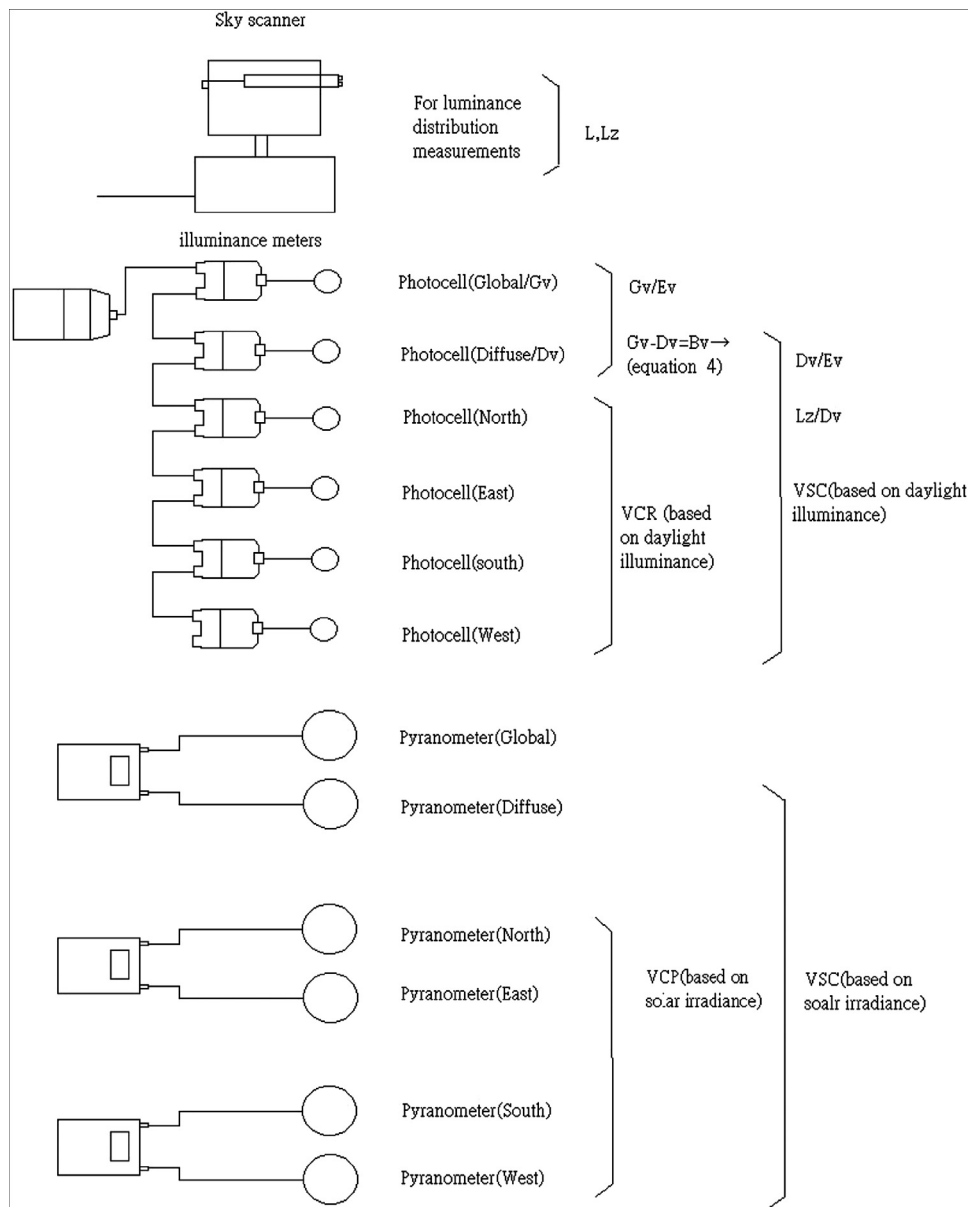 Sky scanner
For luminance
distribution
measurements
L,Lz
illuminance meters
Photocell(Global/Gv)
Gv/Ev
Photocell(Diffuse/Dv)
Gv-Dv=Bv→
(equation 4)
Dv/Ev
Photocell(North)
Lz/Dv
Photocell(East)
VSC(based on daylight
illuminance)
VCR (based
on daylight
illuminance)
Photocell(south)
Photocell(West)
Pyranometer(Global)
Pyranometer(Diffuse)
Pyranometer(North)
Pyranometer(East)
VCP(based on
solar irradiance)
VSC(based on
soalr irradiance)
Pyranometer(South)
Pyranometer(West)